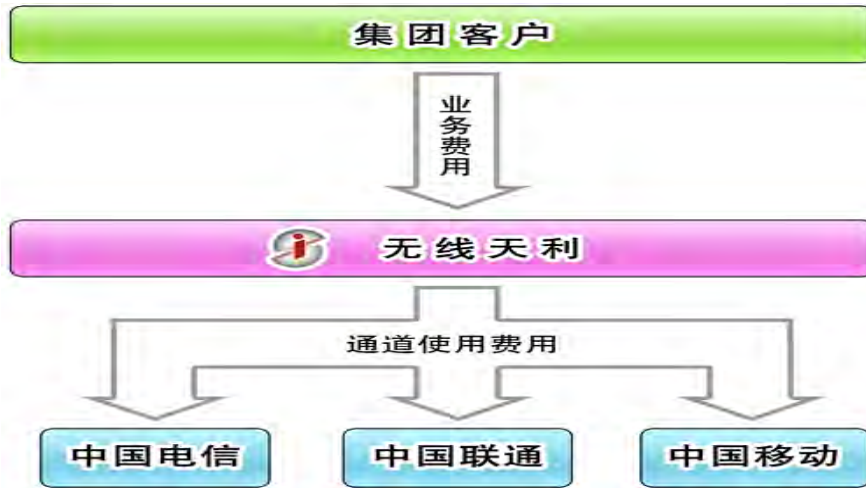 集团客户
业务费用
无线天利
通道使用费用
中国电信
中国联通
中国移动